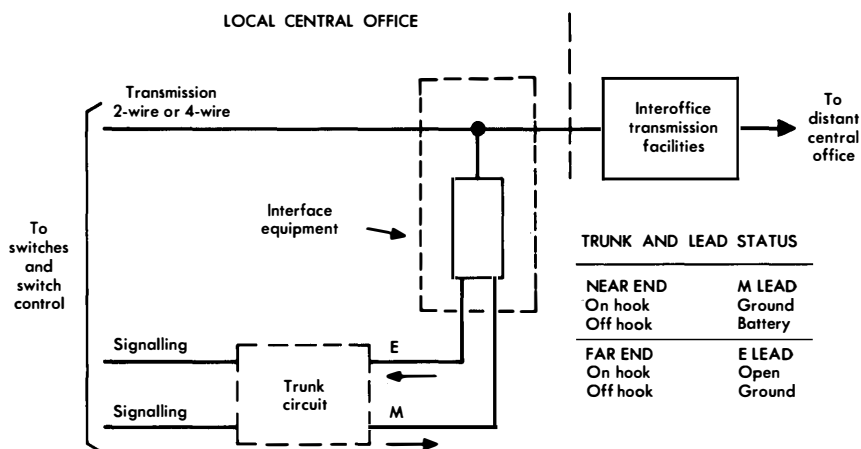 LOCAL CENTRAL OFFICE
Transmission
2-wire or 4-wire
Interoffice
transmission
facilities
To
distant
central
office
Interface
equipment
To
switches
and
switch
control
TRUNK AND LEAD STATUS
NEAR END M LEAD
On hook Ground
Off hook Battery
FAR END E LEAD
On hook Open
Off hook Ground
Signalling
E
Trunk
circuit
Signalling
M